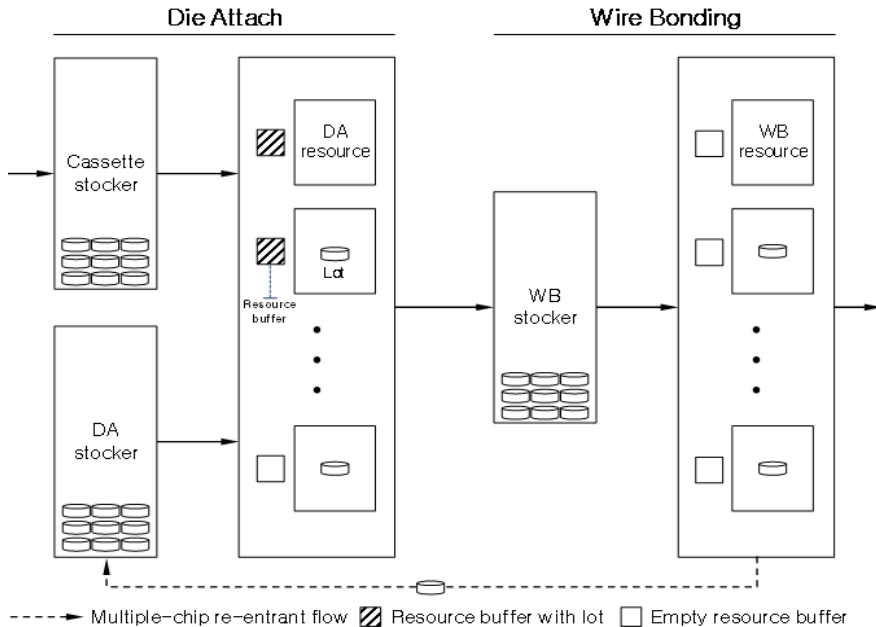 Die Attach
Wire Bonding
Cassette
stocker
DA
resource
Lot
Resource
buffer
DA
stocker
WB
stocker
WB
resource
Multiple-chip re-entrant flow
Resource buffer with lot
Empty resource buffer